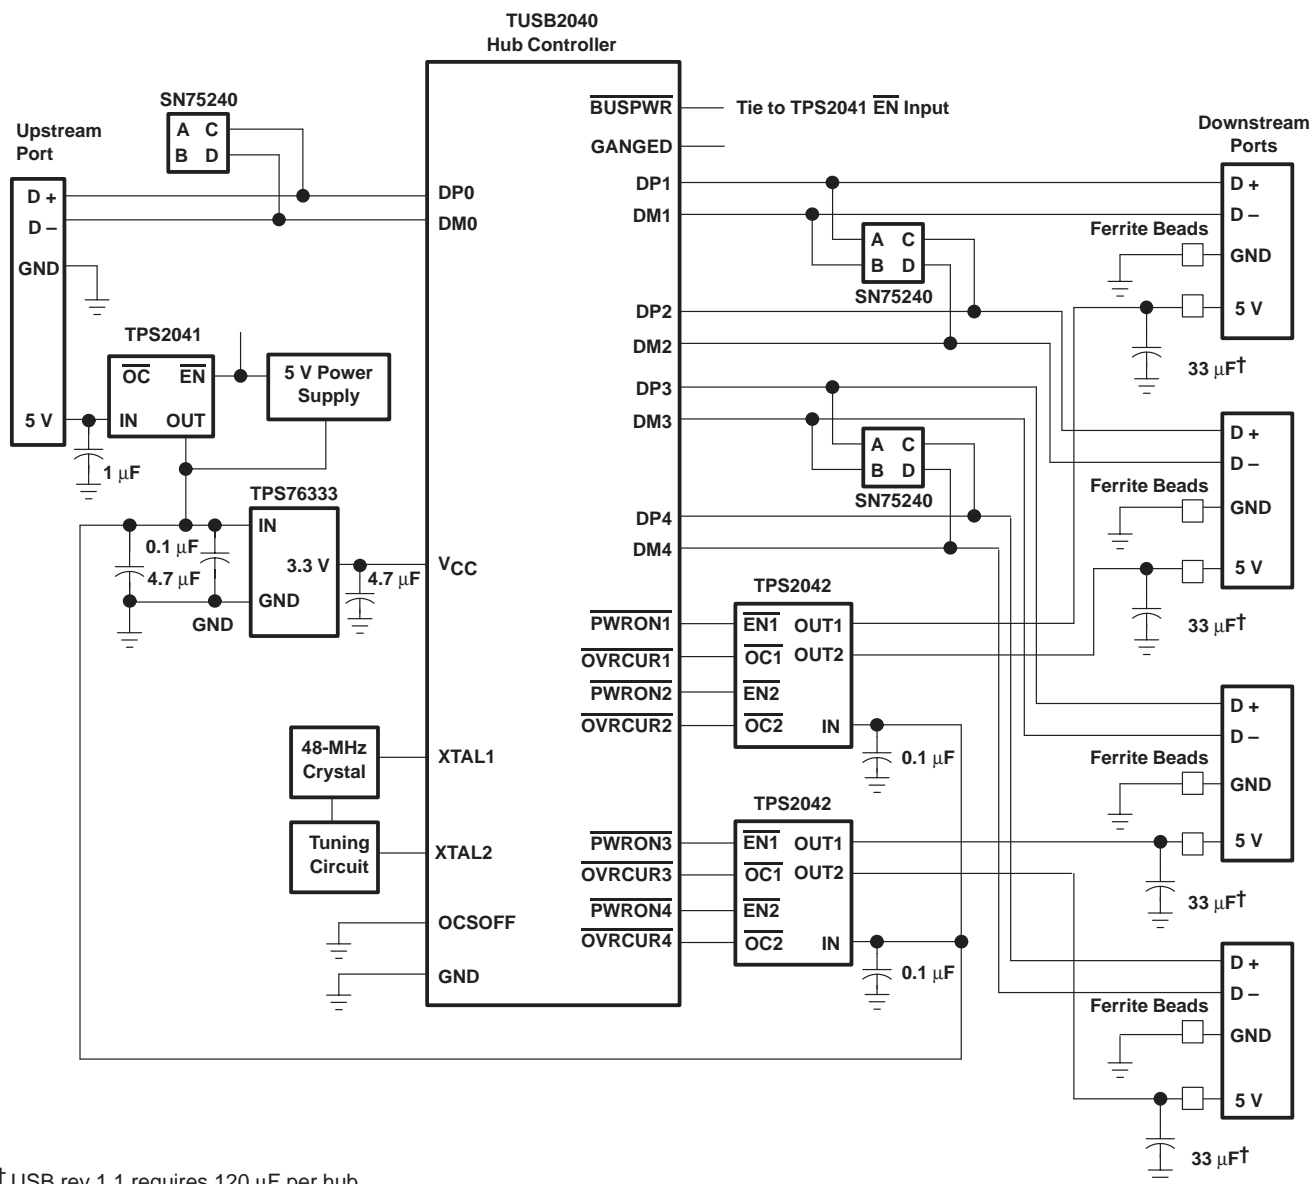 TUSB2040
Hub Controller
SN75240
A C
B D
Upstream
Port
D +
D –
GND
5 V
TPS2041
OC EN
IN OUT
5 V Power
Supply
1 µF
TPS76333
IN
3.3 V
GND
0.1 µF
4.7 µF
GND
4.7 µF
48-MHz
Crystal
Tuning
Circuit
DP0
DM0
VCC
XTAL1
XTAL2
OCSOFF
GND
BUSPWR
GANGED
DP1
DM1
DP2
DM2
DP3
DM3
DP4
DM4
PWRON1
OVRCUR1
PWRON2
OVRCUR2
PWRON3
OVRCUR3
PWRON4
OVRCUR4
Tie to TPS2041 EN Input
A C
B D
SN75240
A C
B D
SN75240
TPS2042
EN1 OUT1
OC1 OUT2
EN2
OC2 IN
0.1 µF
TPS2042
EN1 OUT1
OC1 OUT2
EN2
OC2 IN
0.1 µF
Downstream
Ports
D +
D –
Ferrite Beads
GND
5 V
33 µF†
D +
D –
Ferrite Beads
GND
5 V
33 µF†
D +
D –
Ferrite Beads
GND
5 V
33 µF†
D +
D –
Ferrite Beads
GND
5 V
33 µF†
† USB rev 1.1 requires 120 µF per hub.